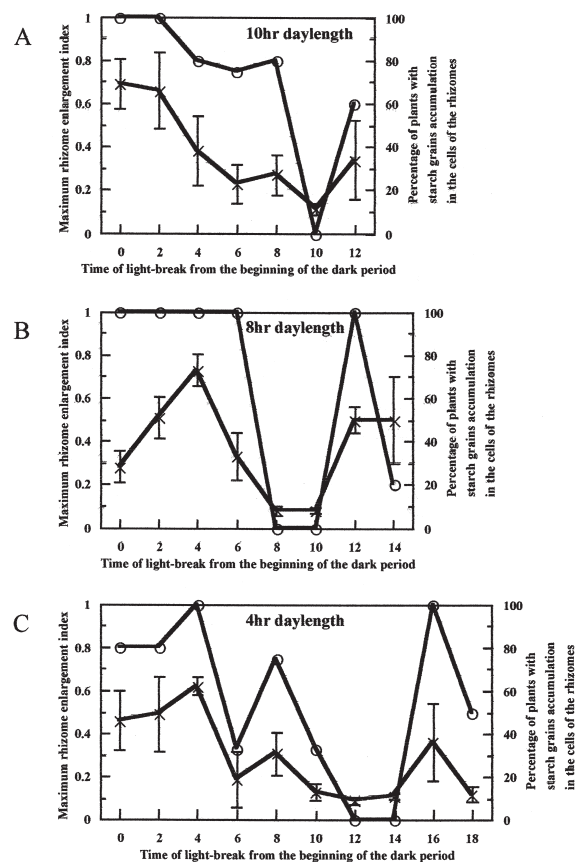 A
10hr daylength
Maximum rhizome enlargement index
1
0.8
0.6
0.4
0.2
0
100
80
60
40
20
0
Percentage of plants with
starch grains accumulation
in the cells of the rhizomes
0 2 4 6 8 10 12
Time of light-break from the beginning of the dark period
B
8hr daylength
Maximum rhizome enlargement index
1
0.8
0.6
0.4
0.2
0
100
80
60
40
20
0
Percentage of plants with
starch grains accumulation
in the cells of the rhizomes
0 2 4 6 8 10 12 14
Time of light-break from the beginning of the dark period
C
4hr daylength
Maximum rhizome enlargement index
1
0.8
0.6
0.4
0.2
0
100
80
60
40
20
0
Percentage of plants with
starch grains accumulation
in the cells of the rhizomes
0 2 4 6 8 10 12 14 16 18
Time of light-break from the beginning of the dark period